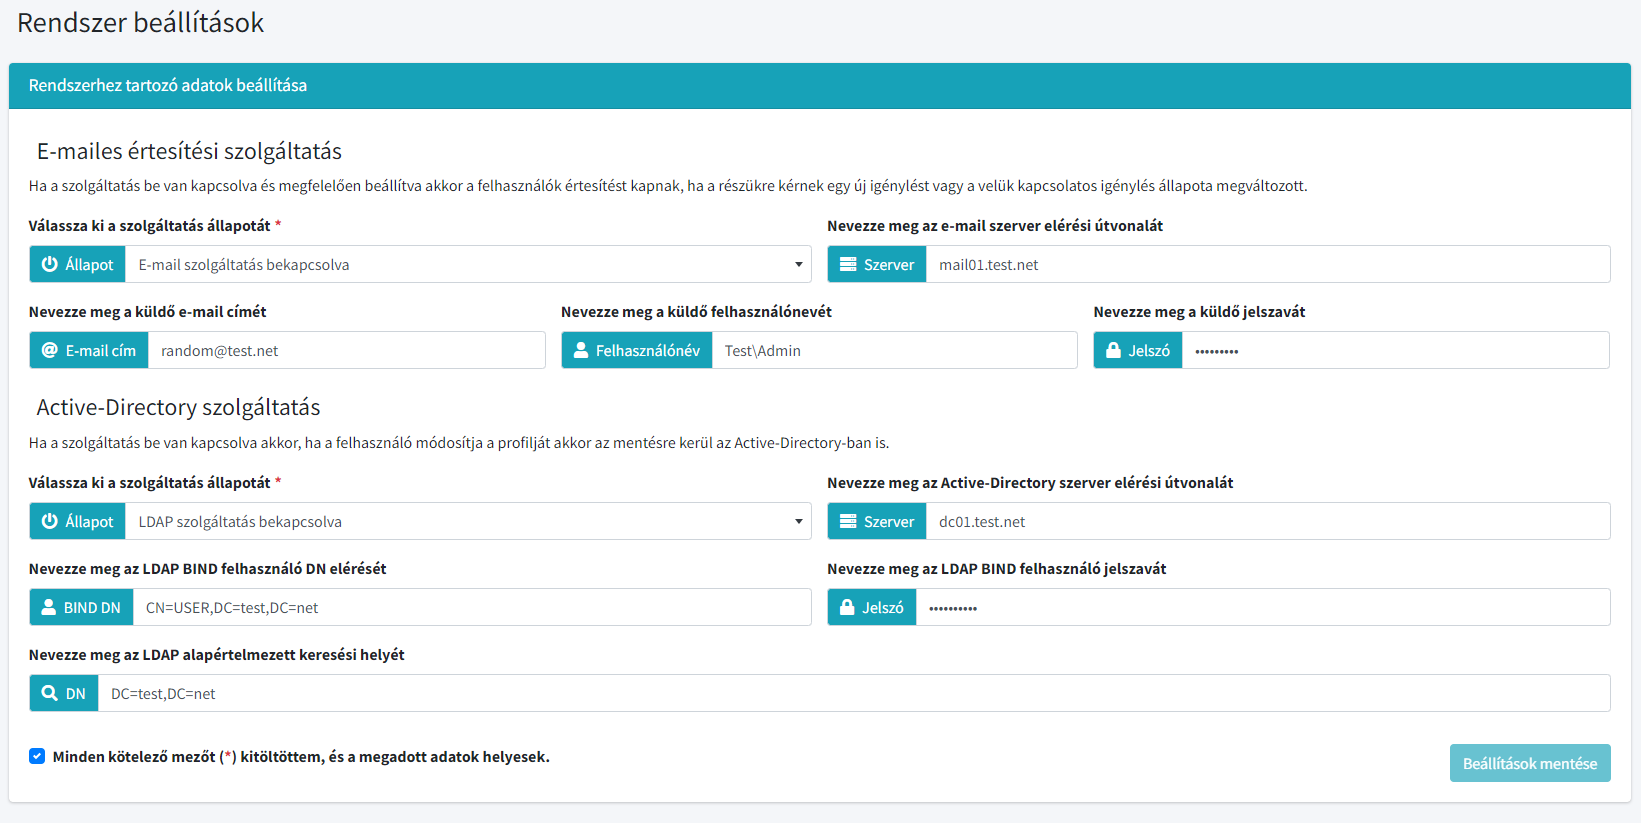 Rendszer beállítások
Rendszerhez tartozó adatok beállítása
E-mailes értesítési szolgáltatás
Ha a szolgáltatás be van kapcsolva és megfelelően beállítva akkor a felhasználók értesítést kapnak, ha a részükre kérnek egy új igénylést vagy a velük kapcsolatos igénylés állapota megváltozott.
Válassza ki a szolgáltatás állapotát *
Állapot E-mail szolgáltatás bekapcsolva
Nevezze meg az e-mail szerver elérési útvonalát
Szerver mail01.test.net
Nevezze meg a küldő e-mail címét
E-mail cím random@test.net
Nevezze meg a küldő felhasználónevét
Felhasználónév Test\Admin
Nevezze meg a küldő jelszavát
Jelszó •••••••••
Active-Directory szolgáltatás
Ha a szolgáltatás be van kapcsolva akkor, ha a felhasználó módosítja a profilját akkor az mentésre kerül az Active-Directory-ban is.
Válassza ki a szolgáltatás állapotát *
Állapot LDAP szolgáltatás bekapcsolva
Nevezze meg az Active-Directory szerver elérési útvonalát
Szerver dc01.test.net
Nevezze meg az LDAP BIND felhasználó DN elérését
BIND DN CN=USER,DC=test,DC=net
Nevezze meg az LDAP BIND felhasználó jelszavát
Jelszó ••••••••••
Nevezze meg az LDAP alapértelmezett keresési helyét
DN DC=test,DC=net
Minden kötelező mezőt (*) kitöltöttem, és a megadott adatok helyesek.
Beállítások mentése